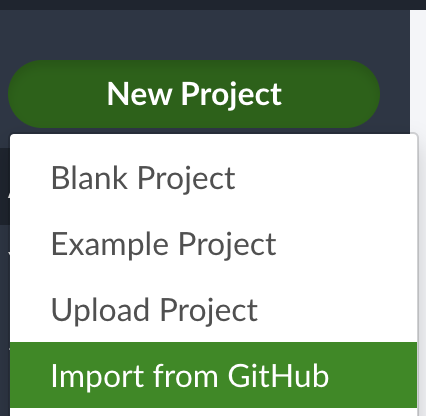 New Project
Blank Project
Example Project
Upload Project
Import from GitHub